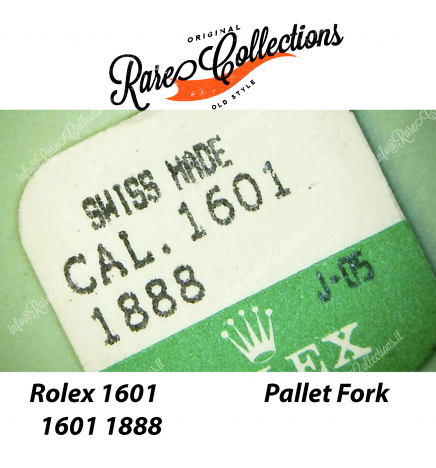 ORIGINAL
Rare Collections
OLD STYLE
SWISS MADE
CAL. 1601
1888
J-05
LEX
Rolex 1601
Pallet Fork
1601 1888